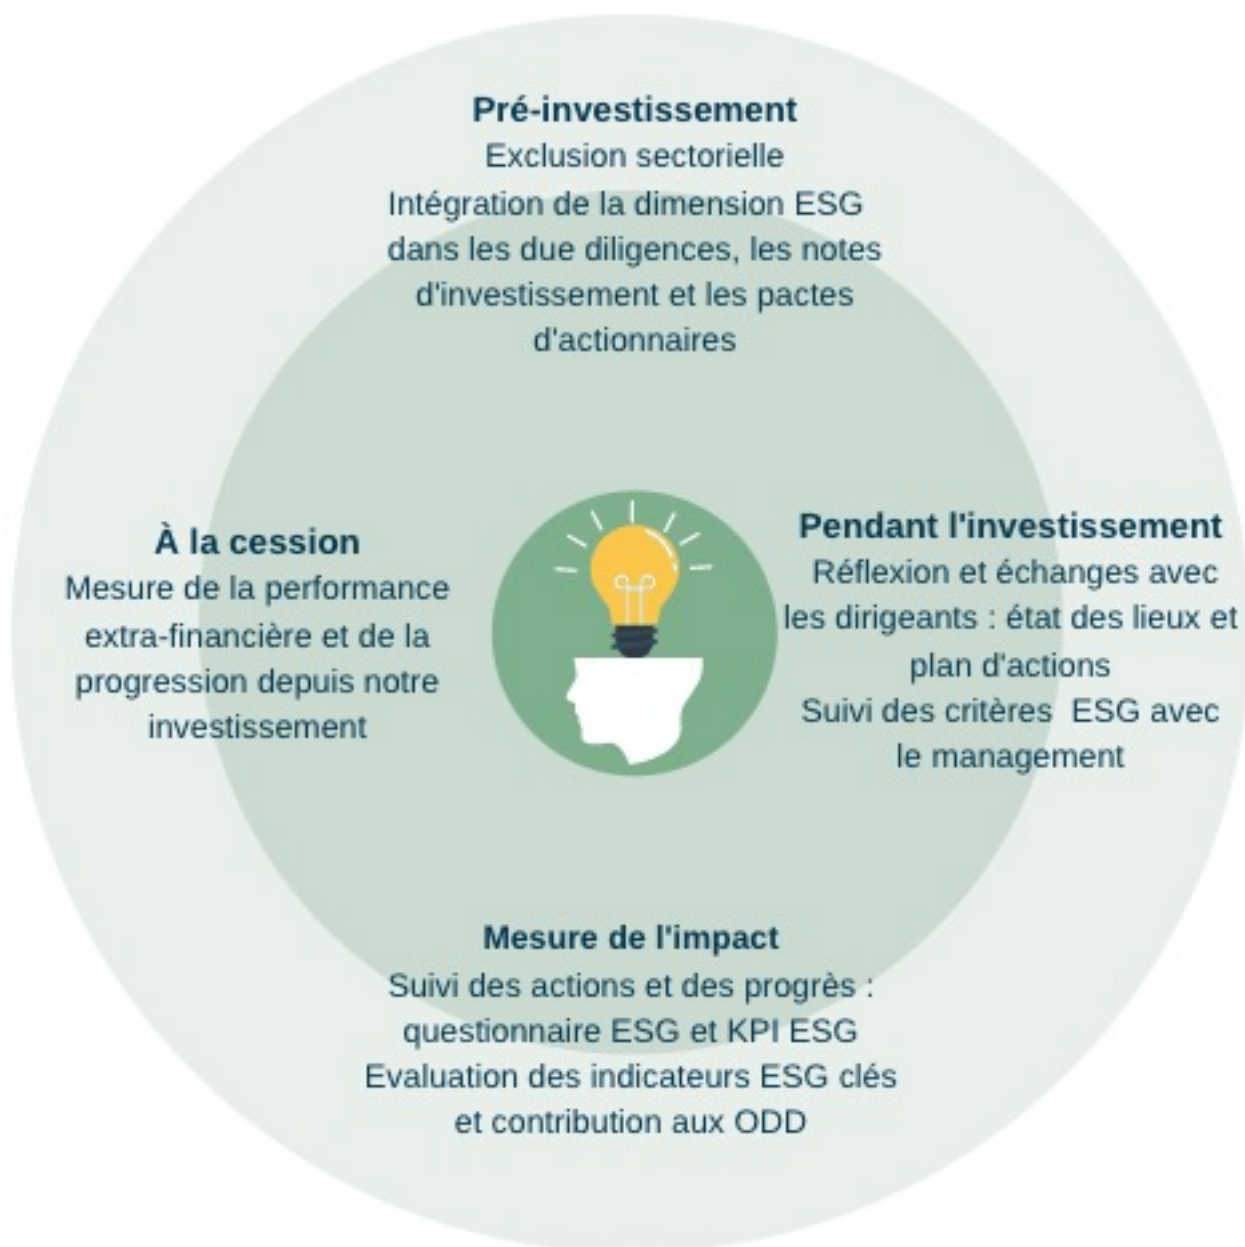 Pré-investissement
Exclusion sectorielle
Intégration de la dimension ESG
dans les due diligences, les notes
d'investissement et les pactes
d'actionnaires
À la cession
Mesure de la performance
extra-financière et de la
progression depuis notre
investissement
Pendant l'investissement
Réflexion et échanges avec
les dirigeants : état des lieux et
plan d'actions
Suivi des critères  ESG avec
le management
Mesure de l'impact
Suivi des actions et des progrès :
questionnaire ESG et KPI ESG
Evaluation des indicateurs ESG clés
et contribution aux ODD